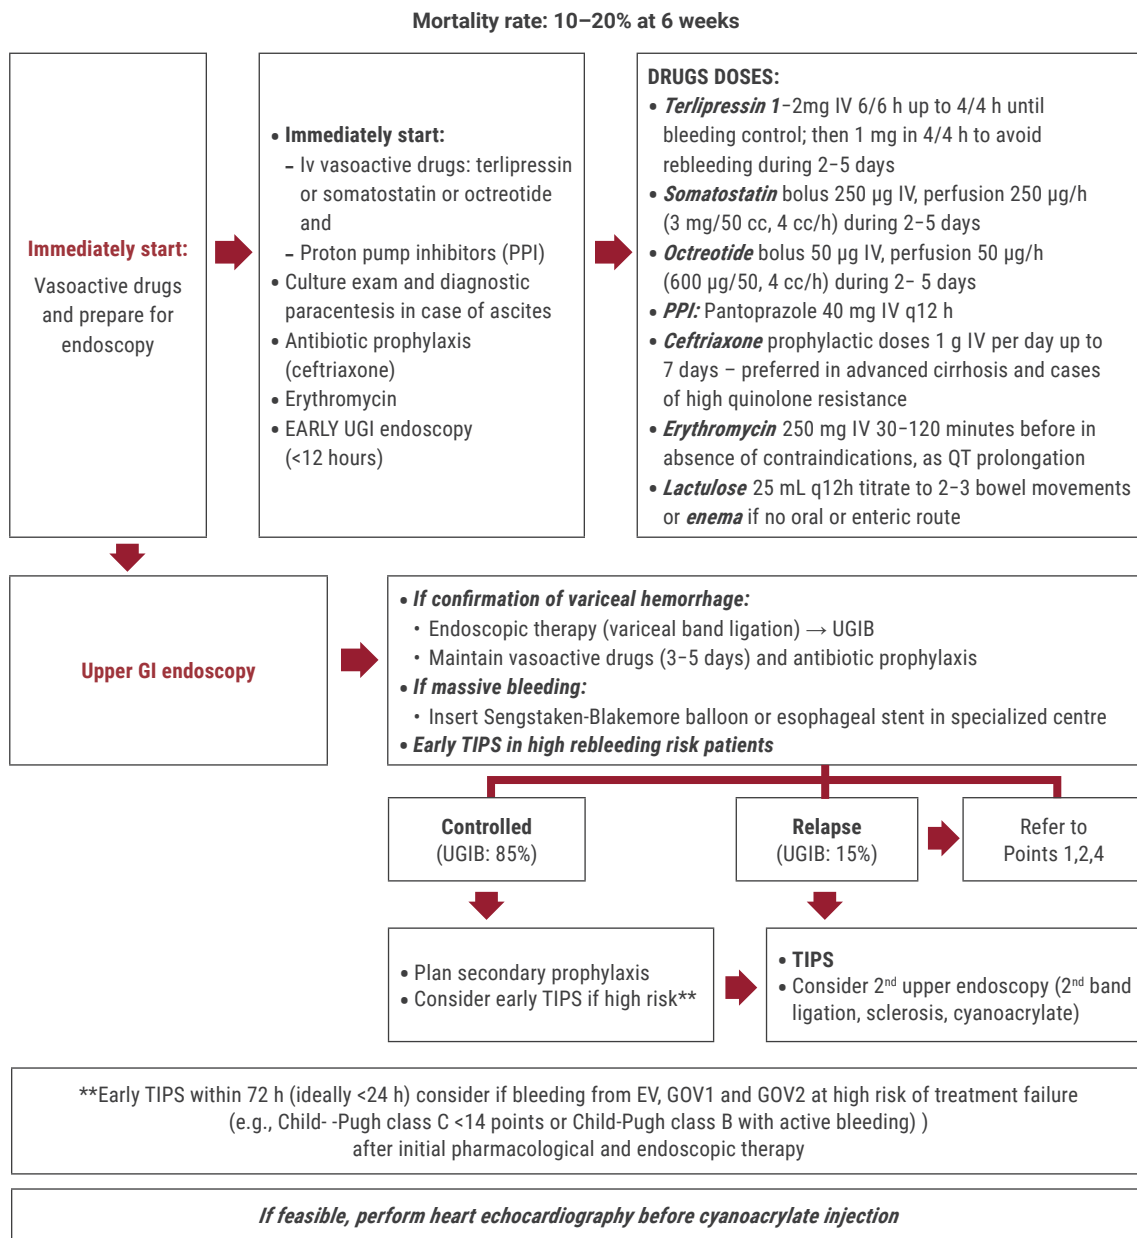 Mortality rate: 10–20% at 6 weeks
Immediately start:
Vasoactive drugs
and prepare for
endoscopy
• Immediately start:
– Iv vasoactive drugs: terlipressin
or somatostatin or octreotide
and
– Proton pump inhibitors (PPI)
• Culture exam and diagnostic
paracentesis in case of ascites
• Antibiotic prophylaxis
(ceftriaxone)
• Erythromycin
• EARLY UGI endoscopy
(<12 hours)
DRUGS DOSES:
• Terlipressin 1–2mg IV 6/6 h up to 4/4 h until
bleeding control; then 1 mg in 4/4 h to avoid
rebleeding during 2–5 days
• Somatostatin bolus 250 µg IV, perfusion 250 µg/h
(3 mg/50 cc, 4 cc/h) during 2–5 days
• Octreotide bolus 50 µg IV, perfusion 50 µg/h
(600 µg/50, 4 cc/h) during 2– 5 days
• PPI: Pantoprazole 40 mg IV q12 h
• Ceftriaxone prophylactic doses 1 g IV per day up to
7 days – preferred in advanced cirrhosis and cases
of high quinolone resistance
• Erythromycin 250 mg IV 30–120 minutes before in
absence of contraindications, as QT prolongation
• Lactulose 25 mL q12h titrate to 2–3 bowel movements
or enema if no oral or enteric route
Upper GI endoscopy
• If confirmation of variceal hemorrhage:
• Endoscopic therapy (variceal band ligation) → UGIB
• Maintain vasoactive drugs (3–5 days) and antibiotic prophylaxis
• If massive bleeding:
• Insert Sengstaken-Blakemore balloon or esophageal stent in specialized centre
• Early TIPS in high rebleeding risk patients
Controlled
(UGIB: 85%)
Relapse
(UGIB: 15%)
Refer to
Points 1,2,4
• Plan secondary prophylaxis
• Consider early TIPS if high risk**
• TIPS
• Consider 2nd upper endoscopy (2nd band
ligation, sclerosis, cyanoacrylate)
**Early TIPS within 72 h (ideally <24 h) consider if bleeding from EV, GOV1 and GOV2 at high risk of treatment failure
(e.g., Child- -Pugh class C <14 points or Child-Pugh class B with active bleeding) )
after initial pharmacological and endoscopic therapy
If feasible, perform heart echocardiography before cyanoacrylate injection